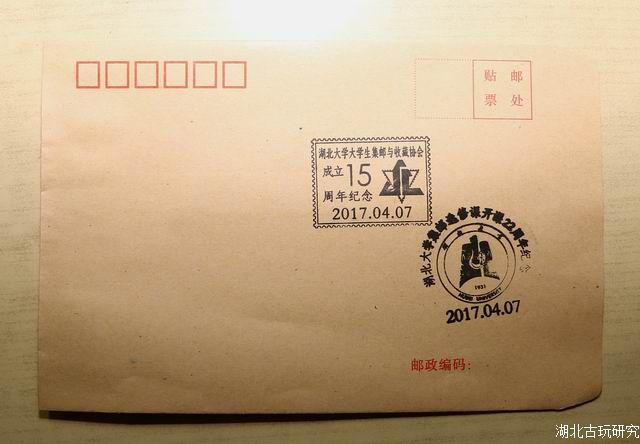 贴 邮
票 处
湖北大学大学生集邮与收藏协会
成立 15
周年纪念
2017.04.07
湖北大学集邮选修课开课22周年纪念
1931
HUBEI UNIVERSITY
2017.04.07
邮政编码:
湖北古玩研究